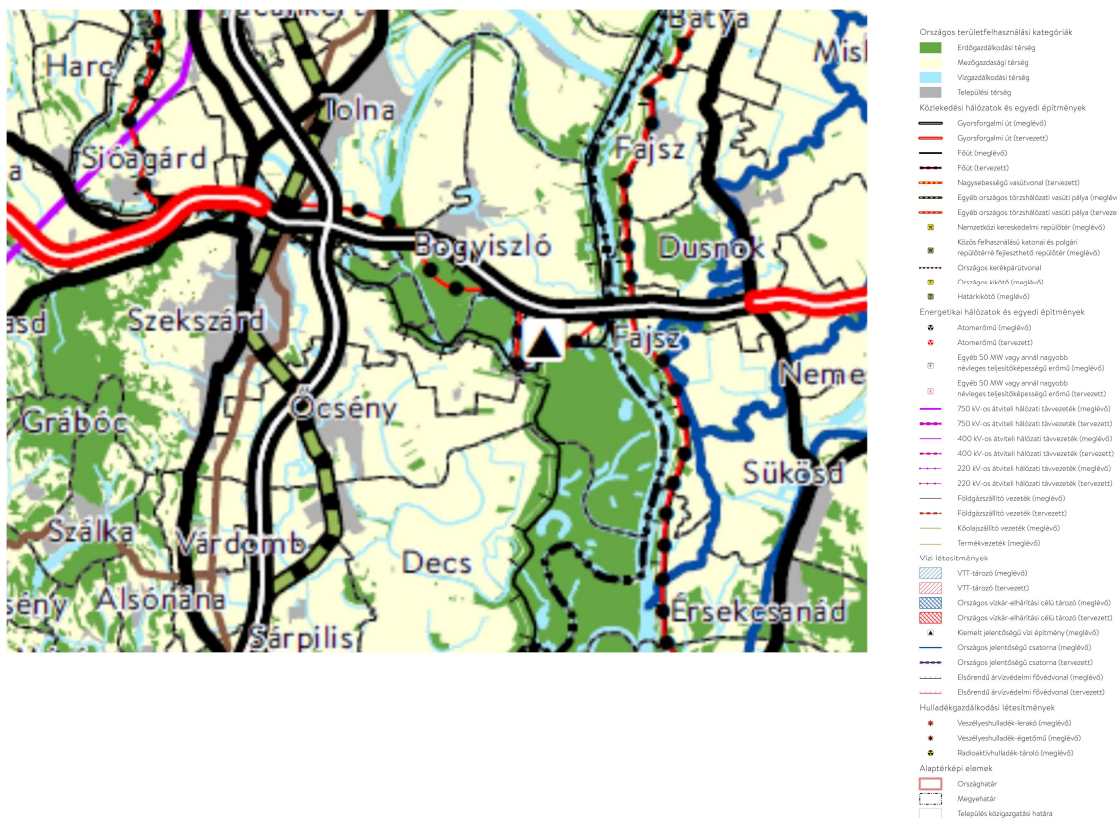 Bátya
Harc
Misk
Tolna
Fajsz
Sióagárd
a
Bogyiszló
Dusnok
asd
Szekszárd
Fajsz
Neme
Őcsény
Grábóc
Sükösd
Szálka
Várdomb
Decs
sény
Alsónána
Érsekcsanád
Sárpilis
Országos területfelhasználási kategóriák
Erdőgazdálkodási térség
Mezőgazdasági térség
Vízgazdálkodási térség
Települési térség
Közlekedési hálózatok és egyedi építmények
Gyorsforgalmi út (meglévő)
Gyorsforgalmi út (tervezett)
Főút (meglévő)
Főút (tervezett)
Nagysebességű vasútvonal (tervezett)
Egyéb országos törzshálózati vasúti pálya (meglév
Egyéb országos törzshálózati vasúti pálya (terveze
Nemzetközi kereskedelmi repülőtér (meglévő)
Közös felhasználású katonai és polgári
repülőtérré fejleszthető repülőtér (meglévő)
Országos kerékpárútvonal
Országos kikötő (meglévő)
Határkikötő (meglévő)
Energetikai hálózatok és egyedi építmények
Atomerőmű (meglévő)
Atomerőmű (tervezett)
Egyéb 50 MW vagy annál nagyobb
névleges teljesítőképességű erőmű (meglévő)
Egyéb 50 MW vagy annál nagyobb
névleges teljesítőképességű erőmű (tervezett)
750 kV-os átviteli hálózati távvezeték (meglévő)
750 kV-os átviteli hálózati távvezeték (tervezett)
400 kV-os átviteli hálózati távvezeték (meglévő)
400 kV-os átviteli hálózati távvezeték (tervezett)
220 kV-os átviteli hálózati távvezeték (meglévő)
220 kV-os átviteli hálózati távvezeték (tervezett)
Földgázszállító vezeték (meglévő)
Földgázszállító vezeték (tervezett)
Kőolajszállító vezeték (meglévő)
Termékvezeték (meglévő)
Vízi létesítmények
VTT-tározó (meglévő)
VTT-tározó (tervezett)
Országos vízkár-elhárítási célú tározó (meglévő)
Országos vízkár-elhárítási célú tározó (tervezett)
Kiemelt jelentőségű vízi építmény (meglévő)
Országos jelentőségű csatorna (meglévő)
Országos jelentőségű csatorna (tervezett)
Elsőrendű árvízvédelmi fővédvonal (meglévő)
Elsőrendű árvízvédelmi fővédvonal (tervezett)
Hulladékgazdálkodási létesítmények
Veszélyeshulladék-lerakó (meglévő)
Veszélyeshulladék-égetőmű (meglévő)
Radioaktívhulladék-tároló (meglévő)
Alaptérképi elemek
Országhatár
Megyehatár
Település közigazgatási határa